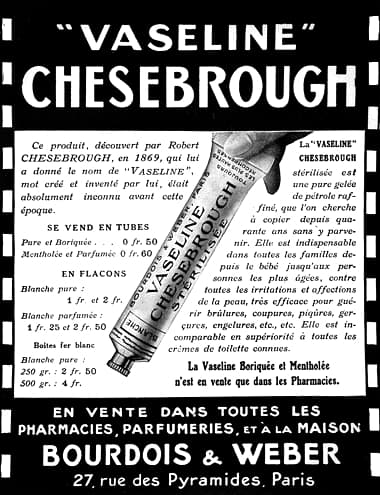 "VASELINE"
CHESEBROUGH
Ce produit, découvert par Robert
CHESEBROUGH, en 1869, qui lui
a donné le nom de "VASELINE",
mot créé et inventé par lui, était
absolument inconnu avant cette
époque.
SE VEND EN TUBES
Pure et Boriquée . . . 0 fr. 50
Mentholée et Parfumée 0 fr. 60
EN FLACONS
Blanche pure :
1 fr. et 2 fr.
Blanche parfumée :
1 fr. 25 et 2 fr. 50
Boites fer blanc
Blanche pure :
250 gr. : 2 fr. 50
500 gr. : 4 fr.
BOURDOIS & WEBER, PARIS
VASELINE
CHESEBROUGH
STÉRILISÉE
BLANCHE
La "VASELINE"
CHESEBROUGH
stérilisée est
une pure gelée
de pétrole raf-
finé, que l'on cherche
à copier depuis qua-
rante ans sans y parve-
nir. Elle est indispensable
dans toutes les familles de-
puis le bébé jusqu'aux per-
sonnes les plus âgées, contre
toutes les irritations et affections
de la peau, très efficace pour gué-
rir brûlures, coupures, piqûres, ger-
çures, engelures, etc., etc. Elle est in-
comparable en supériorité à toutes les
crèmes de toilette connues.
La Vaseline Boriquée et Mentholée
n'est en vente que dans les Pharmacies.
EN VENTE DANS TOUTES LES
PHARMACIES, PARFUMERIES, ET À LA MAISON
BOURDOIS & WEBER
27, rue des Pyramides, Paris